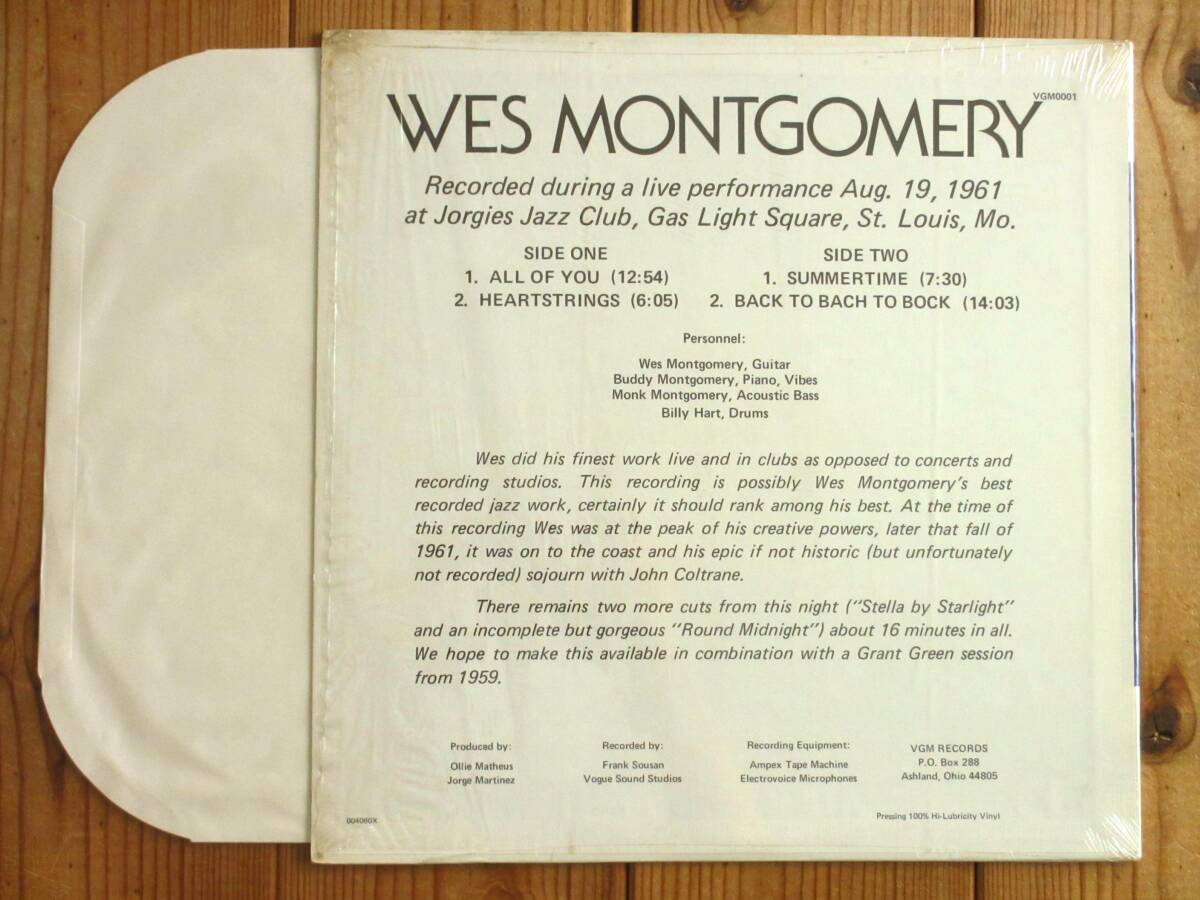 VGM0001
WES MONTGOMERY
Recorded during a live performance Aug. 19, 1961
at Jorgies Jazz Club, Gas Light Square, St. Louis, Mo.
SIDE ONE
1. ALL OF YOU (12:54)
2. HEARTSTRINGS (6:05)
SIDE TWO
1. SUMMERTIME (7:30)
2. BACK TO BACH TO BOCK (14:03)
Personnel:
Wes Montgomery, Guitar
Buddy Montgomery, Piano, Vibes
Monk Montgomery, Acoustic Bass
Billy Hart, Drums
Wes did his finest work live and in clubs as opposed to concerts and
recording studios. This recording is possibly Wes Montgomery's best
recorded jazz work, certainly it should rank among his best. At the time of
this recording Wes was at the peak of his creative powers, later that fall of
1961, it was on to the coast and his epic if not historic (but unfortunately
not recorded) sojourn with John Coltrane.
There remains two more cuts from this night ("Stella by Starlight"
and an incomplete but gorgeous "Round Midnight") about 16 minutes in all.
We hope to make this available in combination with a Grant Green session
from 1959.
Produced by:
Ollie Matheus
Jorge Martinez
Recorded by:
Frank Sousan
Vogue Sound Studios
Recording Equipment:
Ampex Tape Machine
Electrovoice Microphones
VGM RECORDS
P.O. Box 288
Ashland, Ohio 44805
004080X
Pressing 100% Hi-Lubricity Vinyl